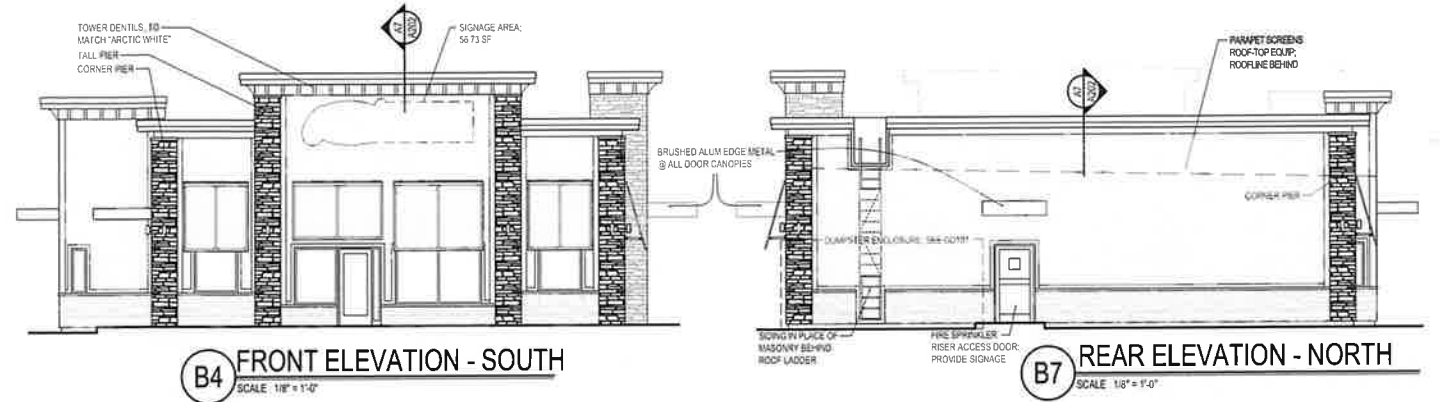 TOWER DENTILS, TO
MATCH "ARCTIC WHITE"
TALL PIER
CORNER PIER
A7
A202
SIGNAGE AREA;
56.73 SF
BRUSHED ALUM EDGE METAL
@ ALL DOOR CANOPIES
B4
FRONT ELEVATION - SOUTH
SCALE 1/8" = 1'-0"
PARAPET SCREENS
ROOF-TOP EQUIP;
ROOFLINE BEHIND
A7
A202
CORNER PIER
DUMPSTER ENCLOSURE: SEE
SIDING IN PLACE OF
MASONRY BEHIND
ROOF LADDER
FIRE SPRINKLER
RISER ACCESS DOOR;
PROVIDE SIGNAGE
B7
REAR ELEVATION - NORTH
SCALE 1/8" = 1'-0"